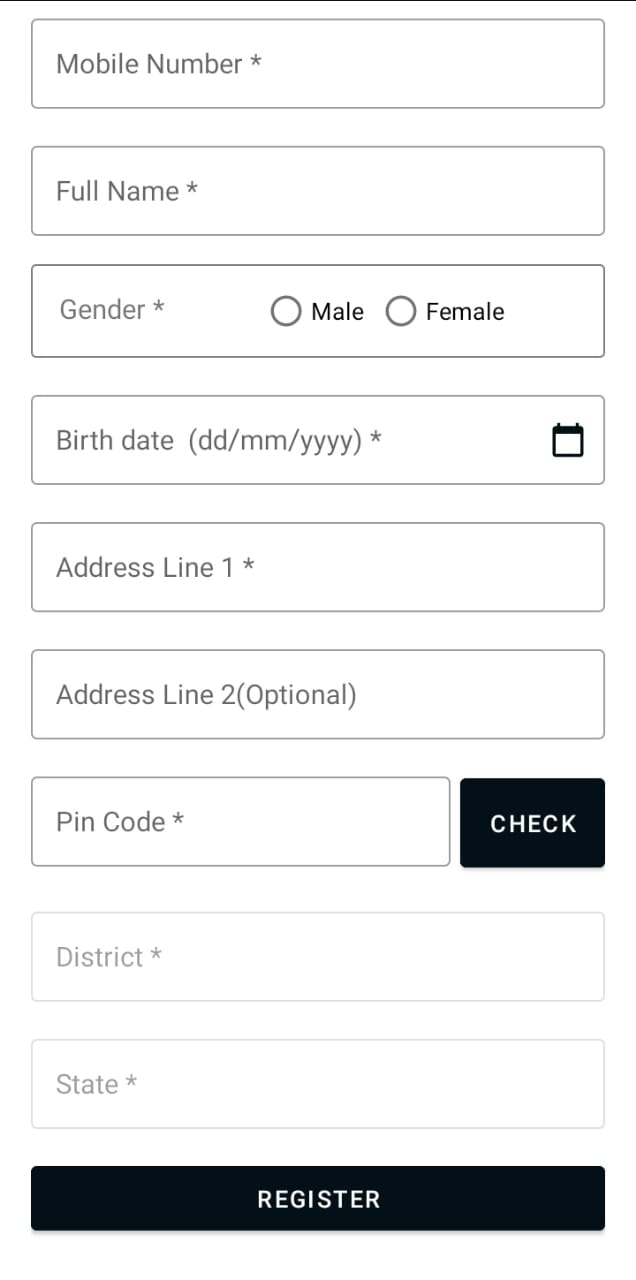 Mobile Number *
Full Name *
Gender * Male Female
Birth date (dd/mm/yyyy) *
Address Line 1 *
Address Line 2(Optional)
Pin Code * CHECK
District *
State *
REGISTER